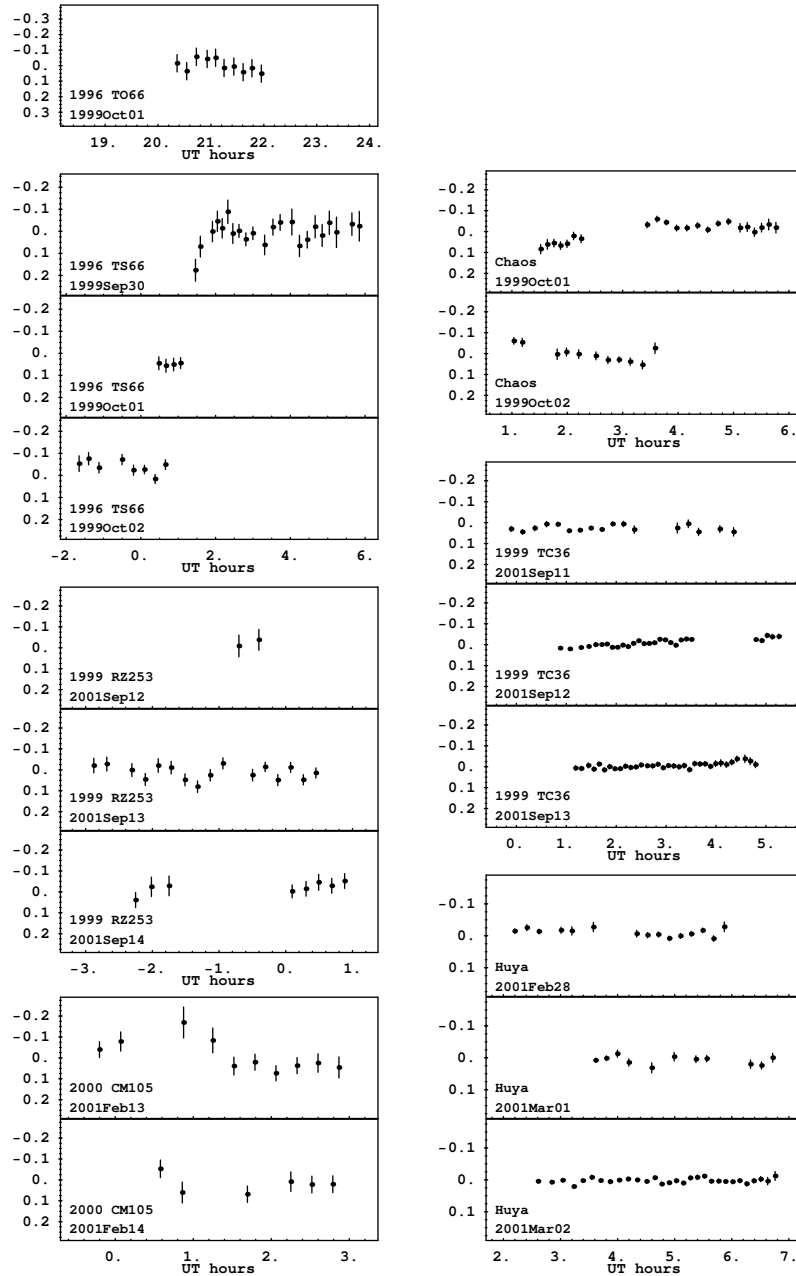 -0.3
-0.2
-0.1
0.
0.1
0.2
0.3
1996 TO66
1999Oct01
19. 20. 21. 22. 23. 24.
UT hours
-0.2
-0.1
0.
0.1
0.2
1996 TS66
1999Sep30
-0.2
-0.1
0.
0.1
0.2
1996 TS66
1999Oct01
-0.2
-0.1
0.
0.1
0.2
1996 TS66
1999Oct02
-2. 0. 2. 4. 6.
UT hours
-0.2
-0.1
0.
0.1
0.2
1999 RZ253
2001Sep12
-0.2
-0.1
0.
0.1
0.2
1999 RZ253
2001Sep13
-0.2
-0.1
0.
0.1
0.2
1999 RZ253
2001Sep14
-3. -2. -1. 0. 1.
UT hours
-0.2
-0.1
0.
0.1
0.2
2000 CM105
2001Feb13
-0.2
-0.1
0.
0.1
0.2
2000 CM105
2001Feb14
0. 1. 2. 3.
UT hours
-0.2
-0.1
0.
0.1
0.2
Chaos
1999Oct01
-0.2
-0.1
0.
0.1
0.2
Chaos
1999Oct02
1. 2. 3. 4. 5. 6.
UT hours
-0.2
-0.1
0.
0.1
0.2
1999 TC36
2001Sep11
-0.2
-0.1
0.
0.1
0.2
1999 TC36
2001Sep12
-0.2
-0.1
0.
0.1
0.2
1999 TC36
2001Sep13
0. 1. 2. 3. 4. 5.
UT hours
-0.1
0.
0.1
Huya
2001Feb28
-0.1
0.
0.1
Huya
2001Mar01
-0.1
0.
0.1
Huya
2001Mar02
2. 3. 4. 5. 6. 7.
UT hours